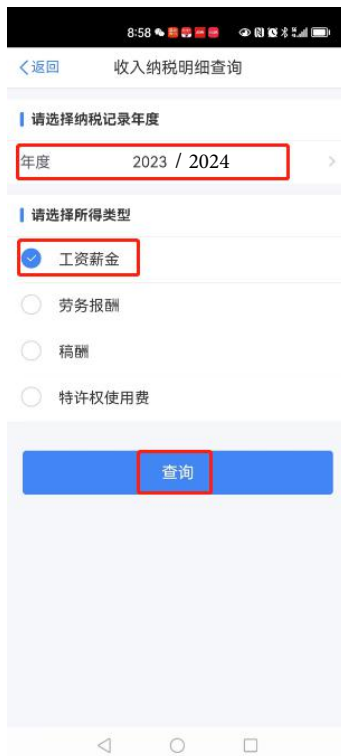 8:58
返回 收入纳税明细查询
请选择纳税记录年度
年度 2023 / 2024
请选择所得类型
工资薪金
劳务报酬
稿酬
特许权使用费
查询